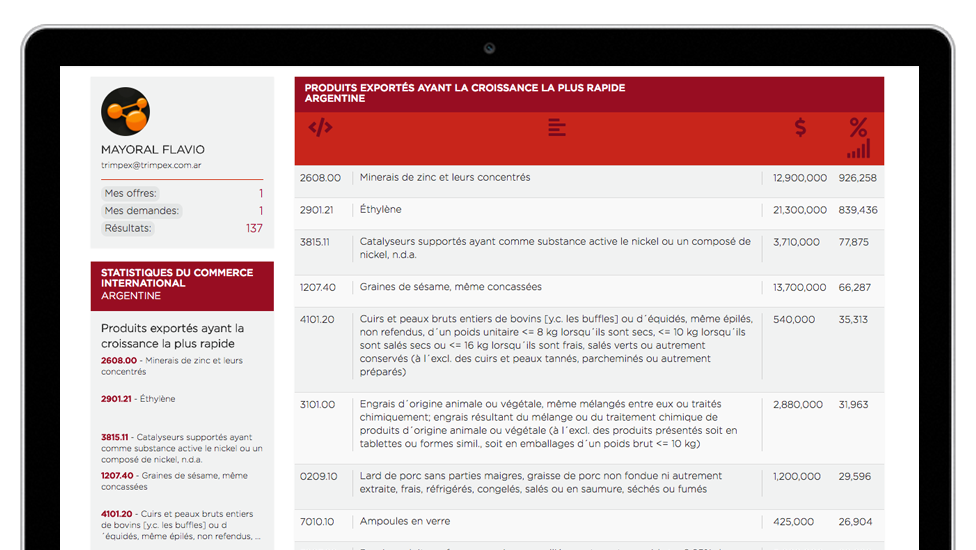 MAYORAL FLAVIO
trimpex@trimpex.com.ar
Mes offres: 1
Mes demandes: 1
Résultats: 137
STATISTIQUES DU COMMERCE
INTERNATIONAL
ARGENTINE
Produits exportés ayant la
croissance la plus rapide
2608.00 - Minerais de zinc et leurs
concentrés
2901.21 - Éthylène
3815.11 - Catalyseurs supportés ayant
comme substance active le nickel ou un
composé de nickel, n.d.a.
1207.40 - Graines de sésame, même
concassées
4101.20 - Cuirs et peaux bruts entiers
de bovins [y.c. les buffles] ou d
´équidés, même épilés, non refendus, ...
PRODUITS EXPORTÉS AYANT LA CROISSANCE LA PLUS RAPIDE
ARGENTINE
</> $ %
2608.00 Minerais de zinc et leurs concentrés 12,900,000 926,258
2901.21 Éthylène 21,300,000 839,436
3815.11 Catalyseurs supportés ayant comme substance active le nickel ou un composé de 3,710,000 77,875
nickel, n.d.a.
1207.40 Graines de sésame, même concassées 13,700,000 66,287
4101.20 Cuirs et peaux bruts entiers de bovins [y.c. les buffles] ou d´équidés, même épilés, 540,000 35,313
non refendus, d´un poids unitaire <= 8 kg lorsqu´ils sont secs, <= 10 kg lorsqu´ils
sont salés secs ou <= 16 kg lorsqu´ils sont frais, salés verts ou autrement
conservés (à l´excl. des cuirs et peaux tannés, parcheminés ou autrement
préparés)
3101.00 Engrais d´origine animale ou végétale, même mélangés entre eux ou traités 2,880,000 31,963
chimiquement; engrais résultant du mélange ou du traitement chimique de
produits d´origine animale ou végétale (à l´excl. des produits présentés soit en
tablettes ou formes simil., soit en emballages d´un poids brut <= 10 kg)
0209.10 Lard de porc sans parties maigres, graisse de porc non fondue ni autrement 1,200,000 29,596
extraite, frais, réfrigérés, congelés, salés ou en saumure, séchés ou fumés
7010.10 Ampoules en verre 425,000 26,904